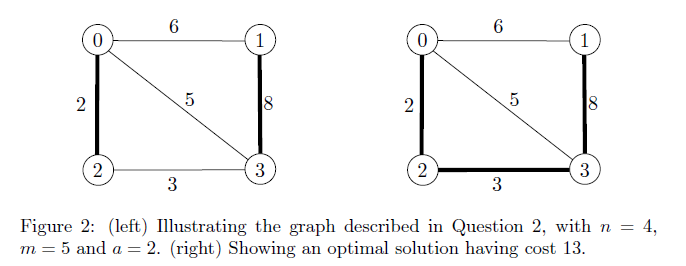 6 6
0 1 0 1
2 5 8 2 5 8
2 3 2 3
3 3
Figure 2: (left) Illustrating the graph described in Question 2, with n = 4,
m = 5 and a = 2. (right) Showing an optimal solution having cost 13.